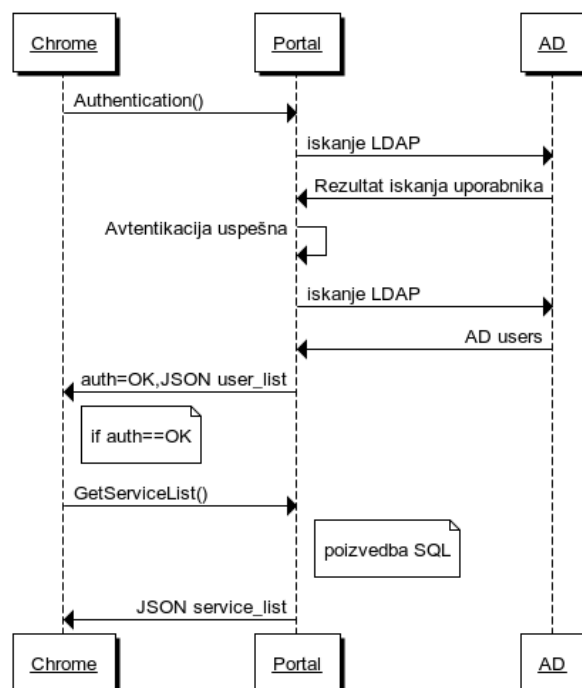 Chrome
Portal
AD
Authentication()
iskanje LDAP
Rezultat iskanja uporabnika
Avtentikacija uspešna
iskanje LDAP
AD users
auth=OK,JSON user_list
if auth==OK
GetServiceList()
poizvedba SQL
JSON service_list
Chrome
Portal
AD